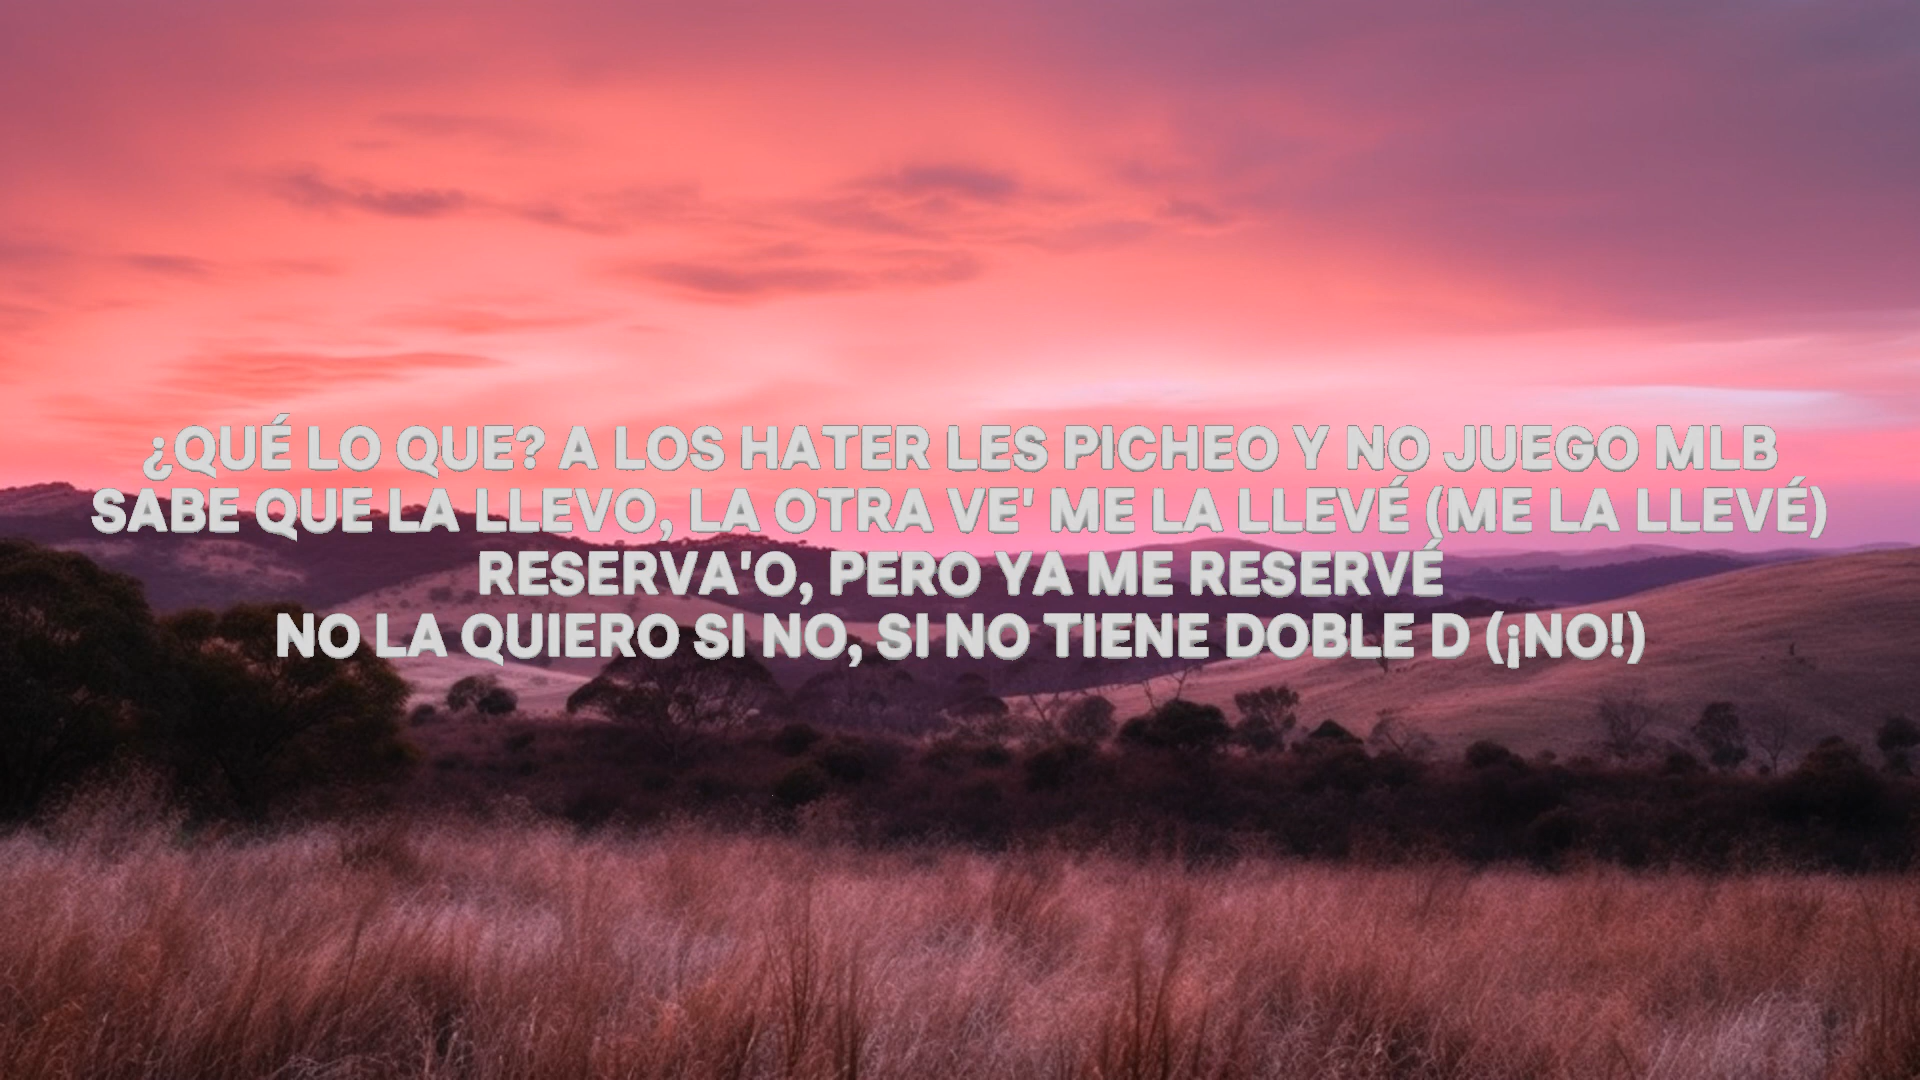 ¿QUÉ LO QUE? A LOS HATER LES PICHEO Y NO JUEGO MLB
SABE QUE LA LLEVO, LA OTRA VE' ME LA LLEVÉ (ME LA LLEVÉ)
RESERVA'O, PERO YA ME RESERVÉ
NO LA QUIERO SI NO, SI NO TIENE DOBLE D (¡NO!)